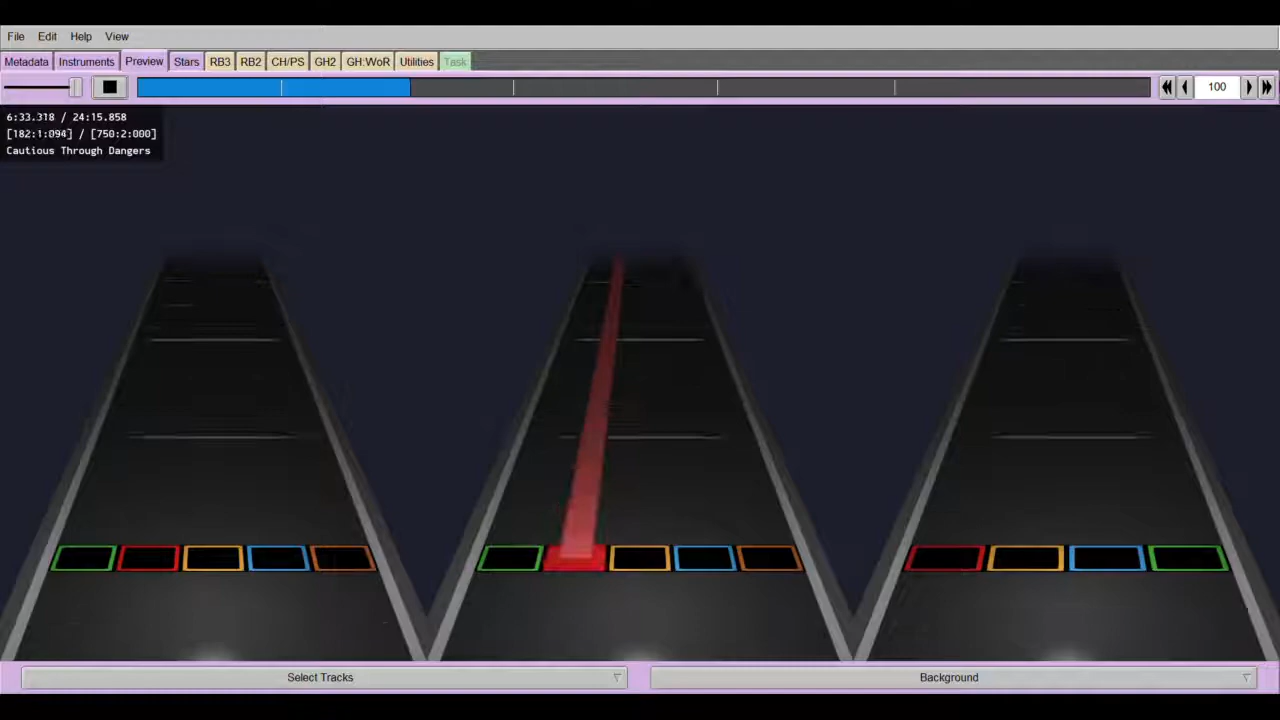 File Edit Help View
Metadata Instruments Preview Stars RB3 RB2 CH/PS GH2 GH:WoR Utilities Task
100
6:33.318 / 24:15.858
[182:1:094] / [750:2:000]
Cautious Through Dangers
Select Tracks Background